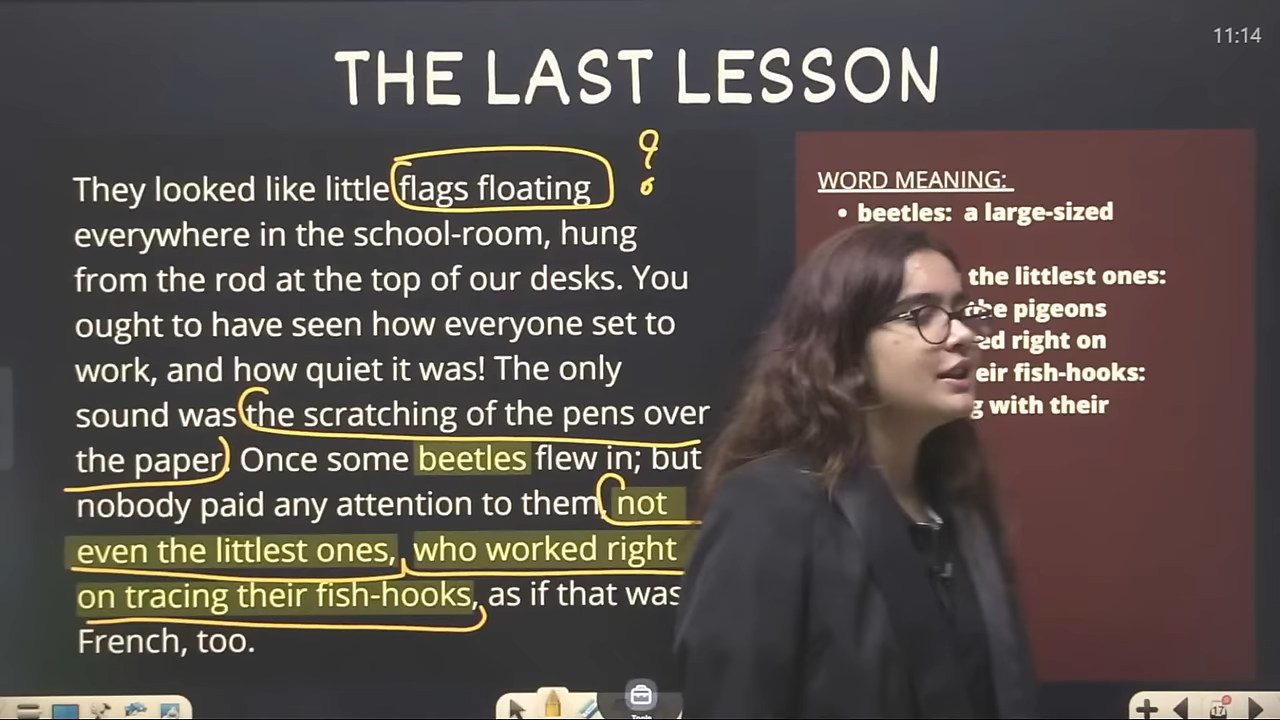 11:14
THE LAST LESSON
They looked like little flags floating
everywhere in the school-room, hung
from the rod at the top of our desks. You
ought to have seen how everyone set to
work, and how quiet it was! The only
sound was the scratching of the pens over
the paper. Once some beetles flew in; but
nobody paid any attention to them, not
even the littlest ones, who worked right
on tracing their fish-hooks, as if that was
French, too.
?
WORD MEANING:
• beetles: a large-sized
the littlest ones:
the pigeons
right on
fish-hooks:
with their
Tools
17